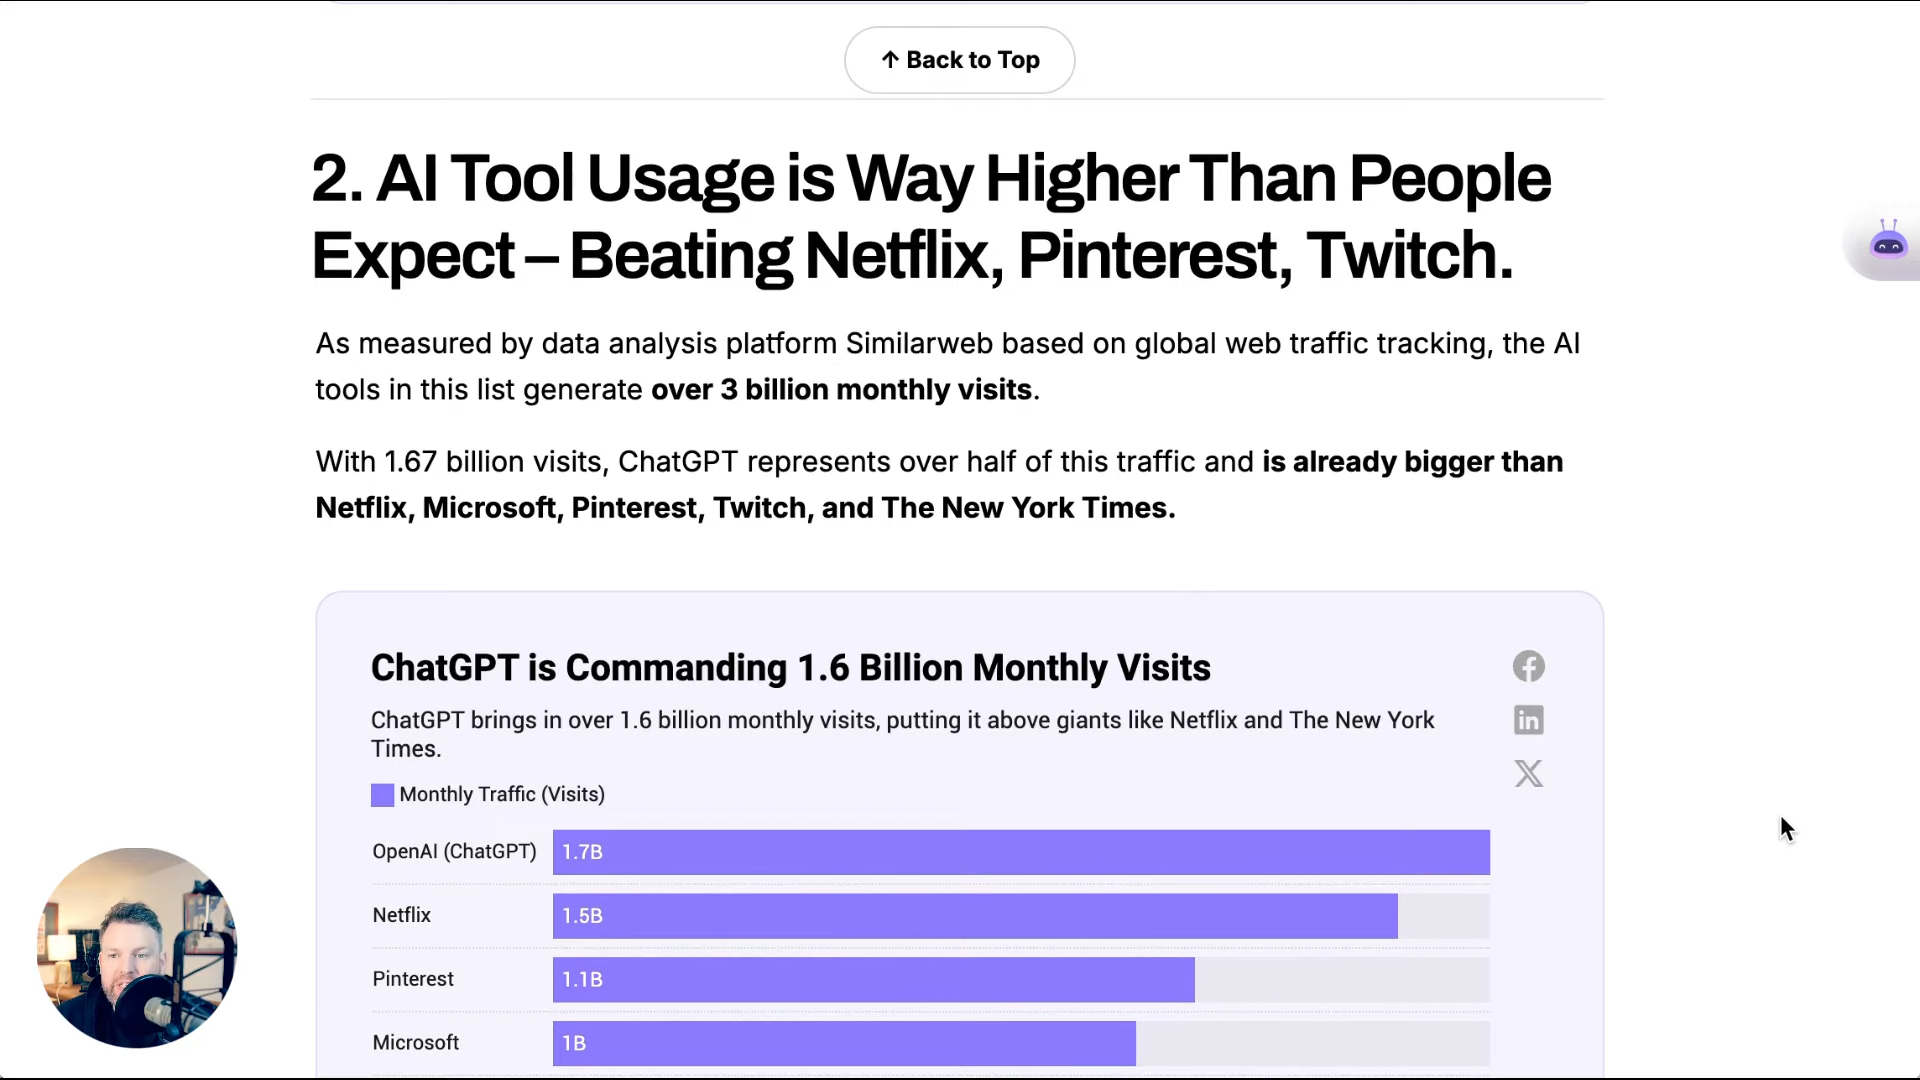 ↑ Back to Top
2. AI Tool Usage is Way Higher Than People
Expect – Beating Netflix, Pinterest, Twitch.
As measured by data analysis platform Similarweb based on global web traffic tracking, the AI
tools in this list generate over 3 billion monthly visits.
With 1.67 billion visits, ChatGPT represents over half of this traffic and is already bigger than
Netflix, Microsoft, Pinterest, Twitch, and The New York Times.
ChatGPT is Commanding 1.6 Billion Monthly Visits
ChatGPT brings in over 1.6 billion monthly visits, putting it above giants like Netflix and The New York
Times.
Monthly Traffic (Visits)
OpenAI (ChatGPT) 1.7B
Netflix 1.5B
Pinterest 1.1B
Microsoft 1B